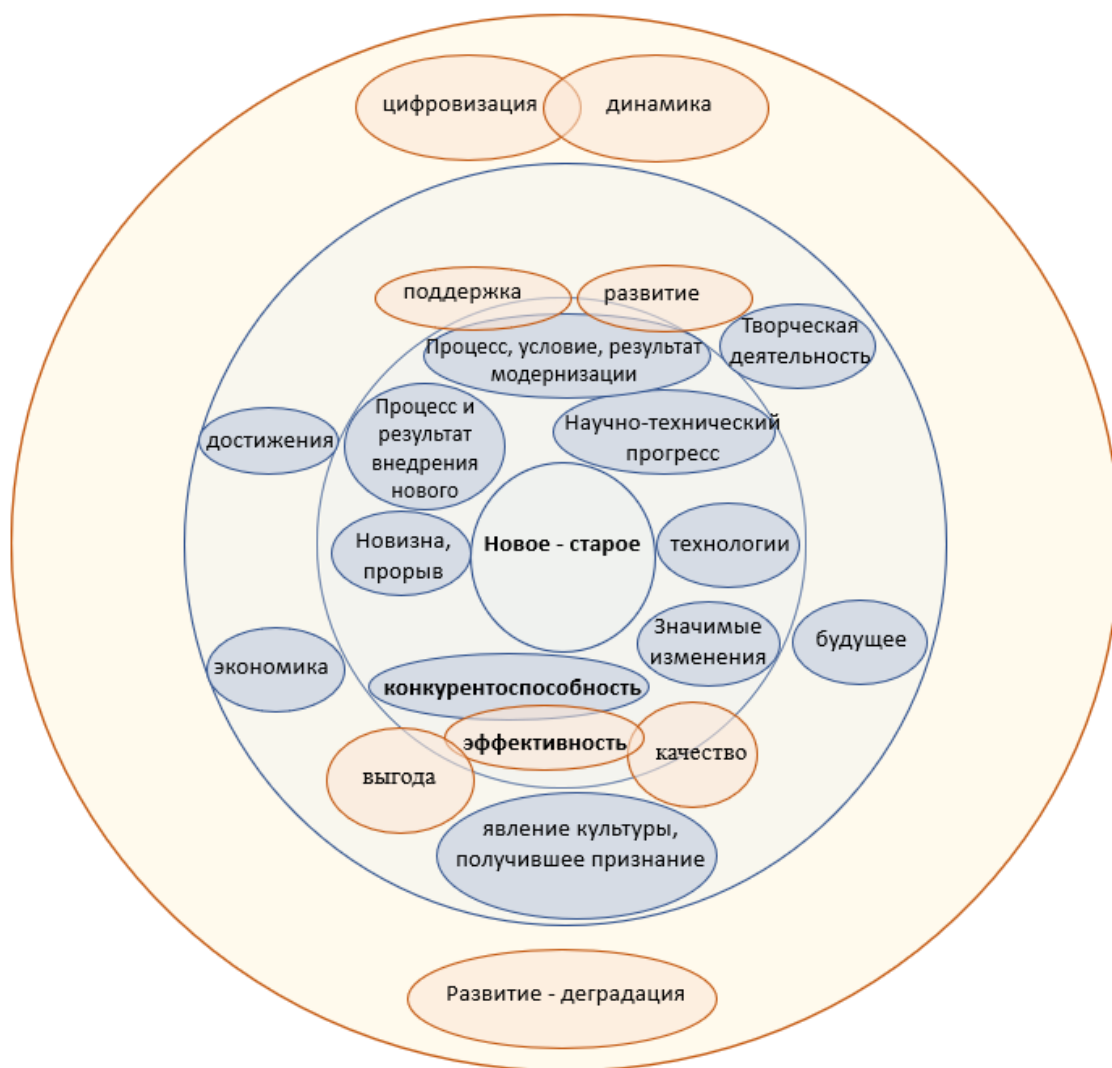 цифровизация
динамика
поддержка
развитие
Творческая
деятельность
Процесс, условие, результат
модернизации
Процесс и
результат
внедрения
нового
Научно-технический
прогресс
достижения
Новизна,
прорыв
Новое - старое
технологии
Значимые
изменения
будущее
экономика
конкурентоспособность
эффективность
качество
выгода
явление культуры,
получившее признание
Развитие - деградация